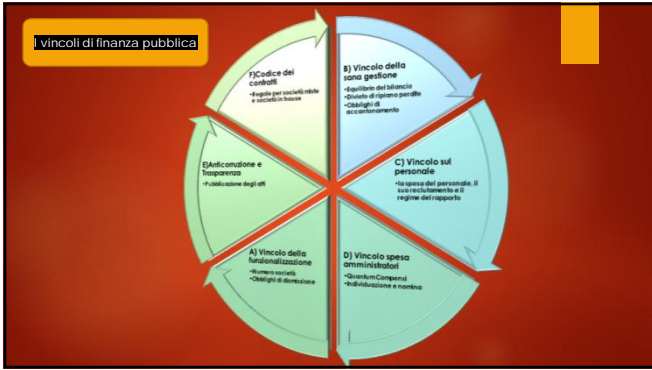 I vincoli di finanza pubblica
F)Codice dei
contratti
•Regole per società miste
e società in house
B) Vincolo della
sana gestione
•Equilibrio del bilancio
•Divieto di ripiano perdite
•Obblighi di
accantonamento
E)Anticorruzione e
Trasparenza
•Pubblicazione degli atti
C) Vincolo sul
personale
•la spesa del personale, il
suo reclutamento e il
regime del rapporto
A) Vincolo della
funzionalizzazione
•Numero società
•Obblighi di dismissione
D) Vincolo spesa
amministratori
•Quantum Compensi
•Individuazione e nomina